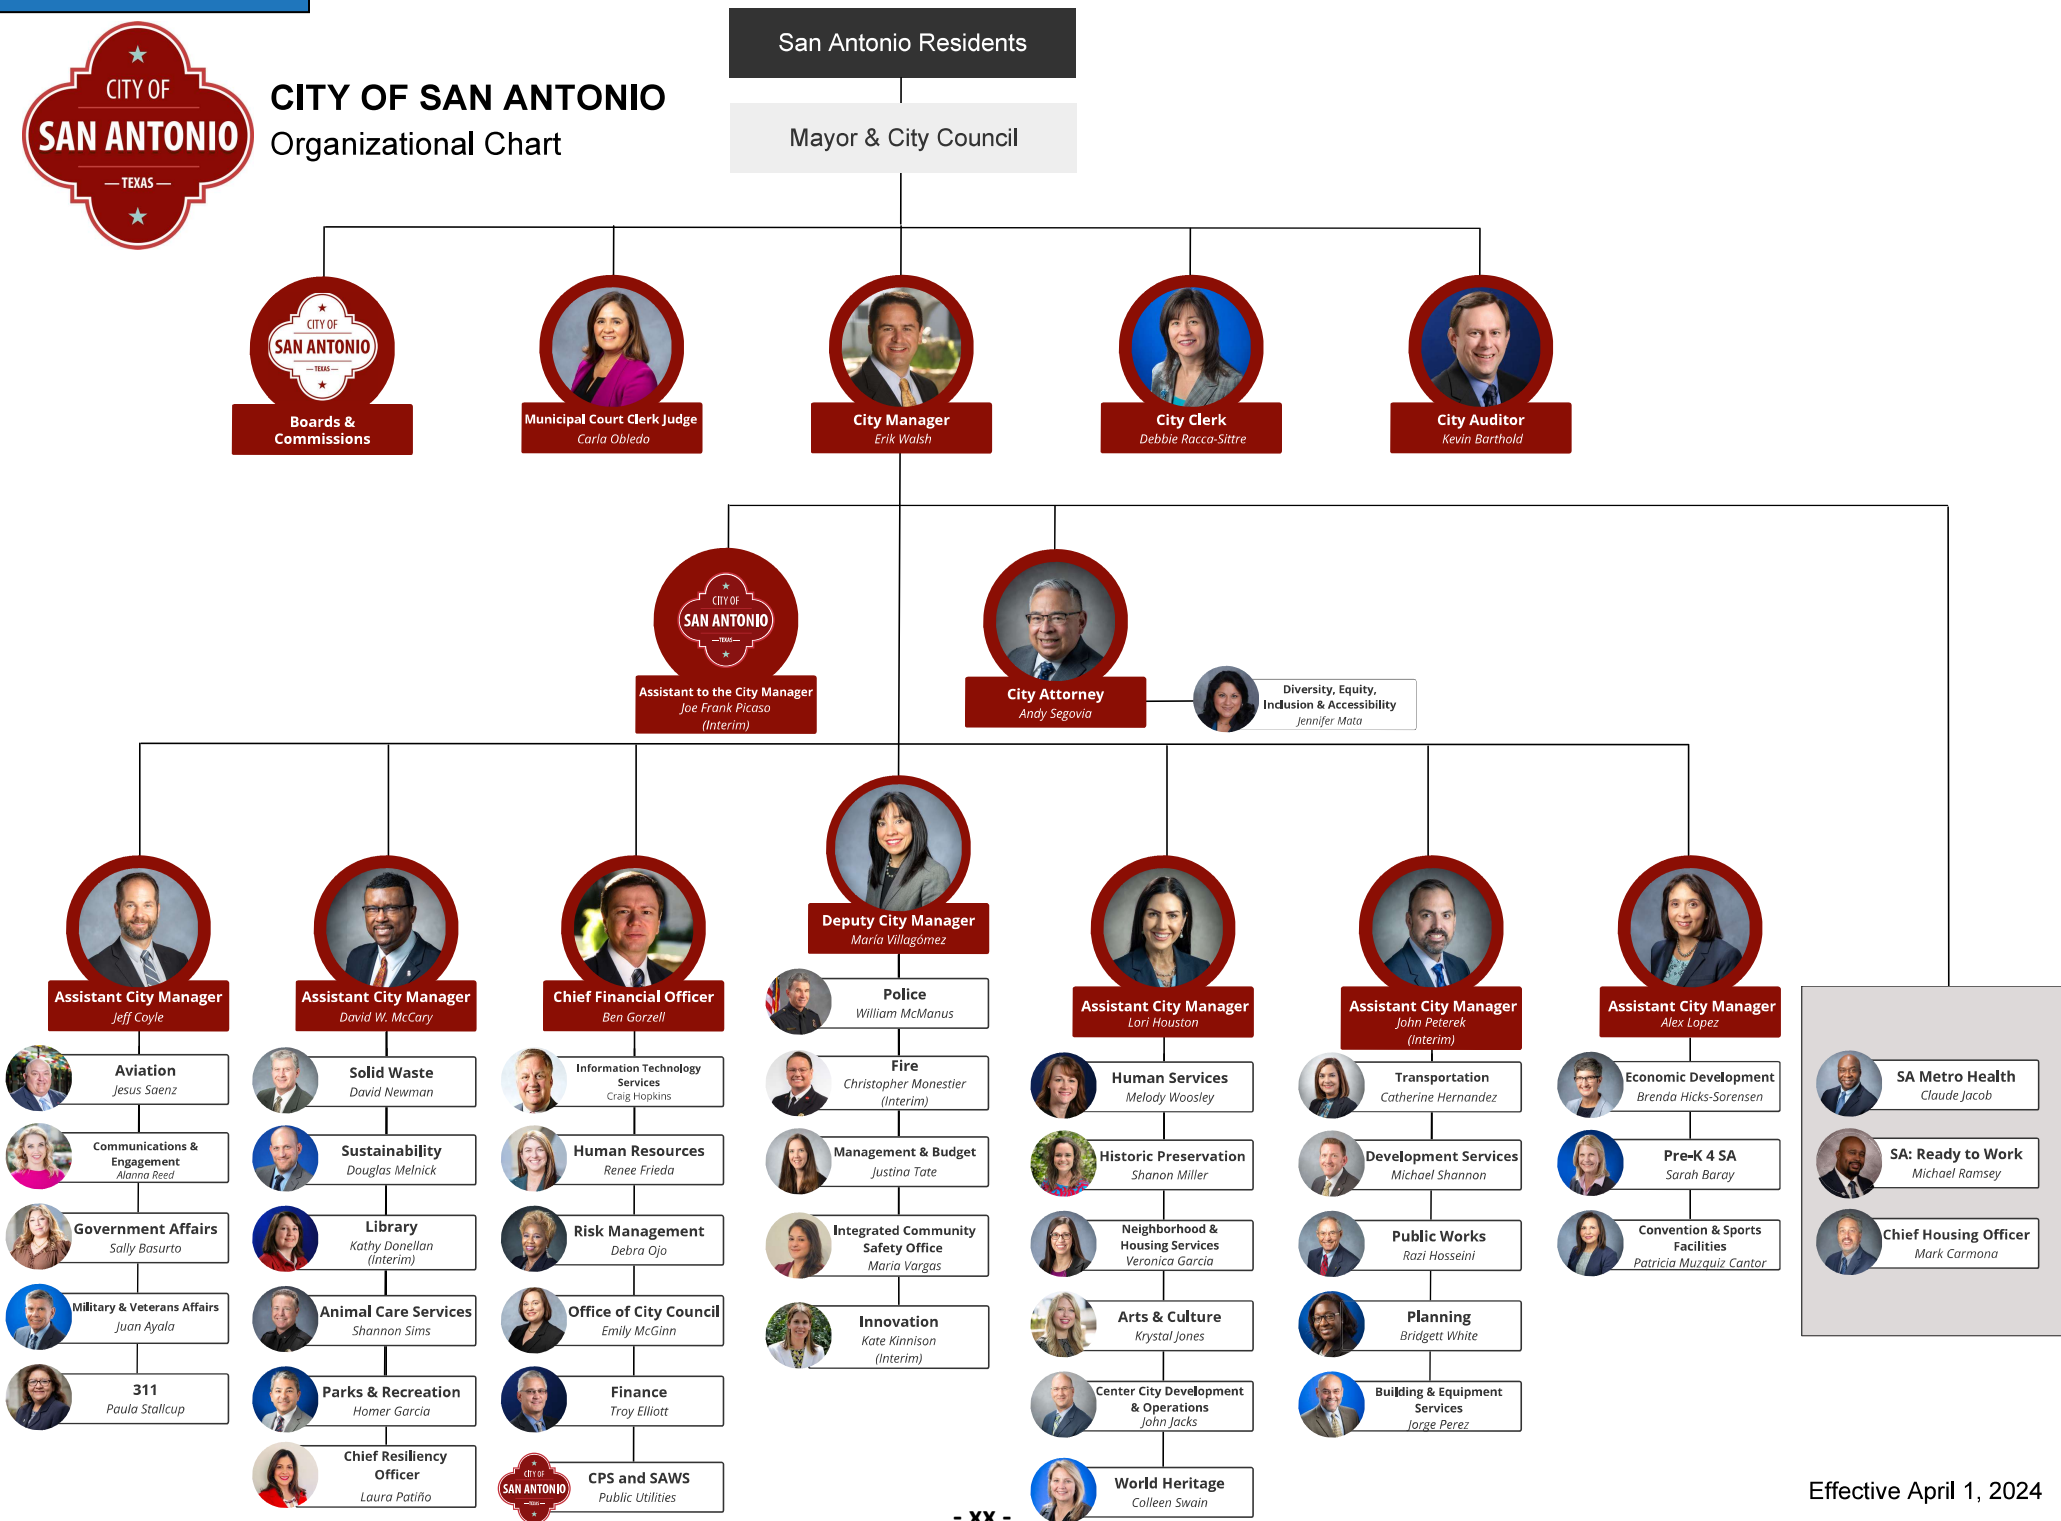 San Antonio Residents
CITY OF
SAN ANTONIO
TEXAS
CITY OF SAN ANTONIO
Organizational Chart
Mayor & City Council
CITY OF
SAN ANTONIO
TEXAS
Boards &
Commissions
Municipal Court Clerk Judge
Carla Obledo
City Manager
Erik Walsh
City Clerk
Debbie Racca-Sittre
City Auditor
Kevin Barthold
CITY OF
SAN ANTONIO
TEXAS
Assistant to the City Manager
Joe Frank Picaso
(Interim)
City Attorney
Andy Segovia
Diversity, Equity,
Inclusion & Accessibility
Jennifer Mata
Assistant City Manager
Jeff Coyle
Aviation
Jesus Saenz
Communications &
Engagement
Alanna Reed
Government Affairs
Sally Basurto
Military & Veterans Affairs
Juan Ayala
311
Paula Stallcup
Assistant City Manager
David W. McCary
Solid Waste
David Newman
Sustainability
Douglas Melnick
Library
Kathy Donellan
(Interim)
Animal Care Services
Shannon Sims
Parks & Recreation
Homer Garcia
Chief Resiliency
Officer
Laura Patiño
Chief Financial Officer
Ben Gorzell
Information Technology
Services
Craig Hopkins
Human Resources
Renee Frieda
Risk Management
Debra Ojo
Office of City Council
Emily McGinn
Finance
Troy Elliott
CITY OF
SAN ANTONIO
TEXAS
CPS and SAWS
Public Utilities
Deputy City Manager
María Villagómez
Police
William McManus
Fire
Christopher Monestier
(Interim)
Management & Budget
Justina Tate
Integrated Community
Safety Office
Maria Vargas
Innovation
Kate Kinnison
(Interim)
Assistant City Manager
Lori Houston
Human Services
Melody Woosley
Historic Preservation
Shanon Miller
Neighborhood &
Housing Services
Veronica Garcia
Arts & Culture
Krystal Jones
Center City Development
& Operations
John Jacks
World Heritage
Colleen Swain
Assistant City Manager
John Peterek
(Interim)
Transportation
Catherine Hernandez
Development Services
Michael Shannon
Public Works
Razi Hosseini
Planning
Bridgett White
Building & Equipment
Services
Jorge Perez
Assistant City Manager
Alex Lopez
Economic Development
Brenda Hicks-Sorensen
Pre-K 4 SA
Sarah Baray
Convention & Sports
Facilities
Patricia Muzquiz Cantor
SA Metro Health
Claude Jacob
SA: Ready to Work
Michael Ramsey
Chief Housing Officer
Mark Carmona
Effective April 1, 2024
- xx -